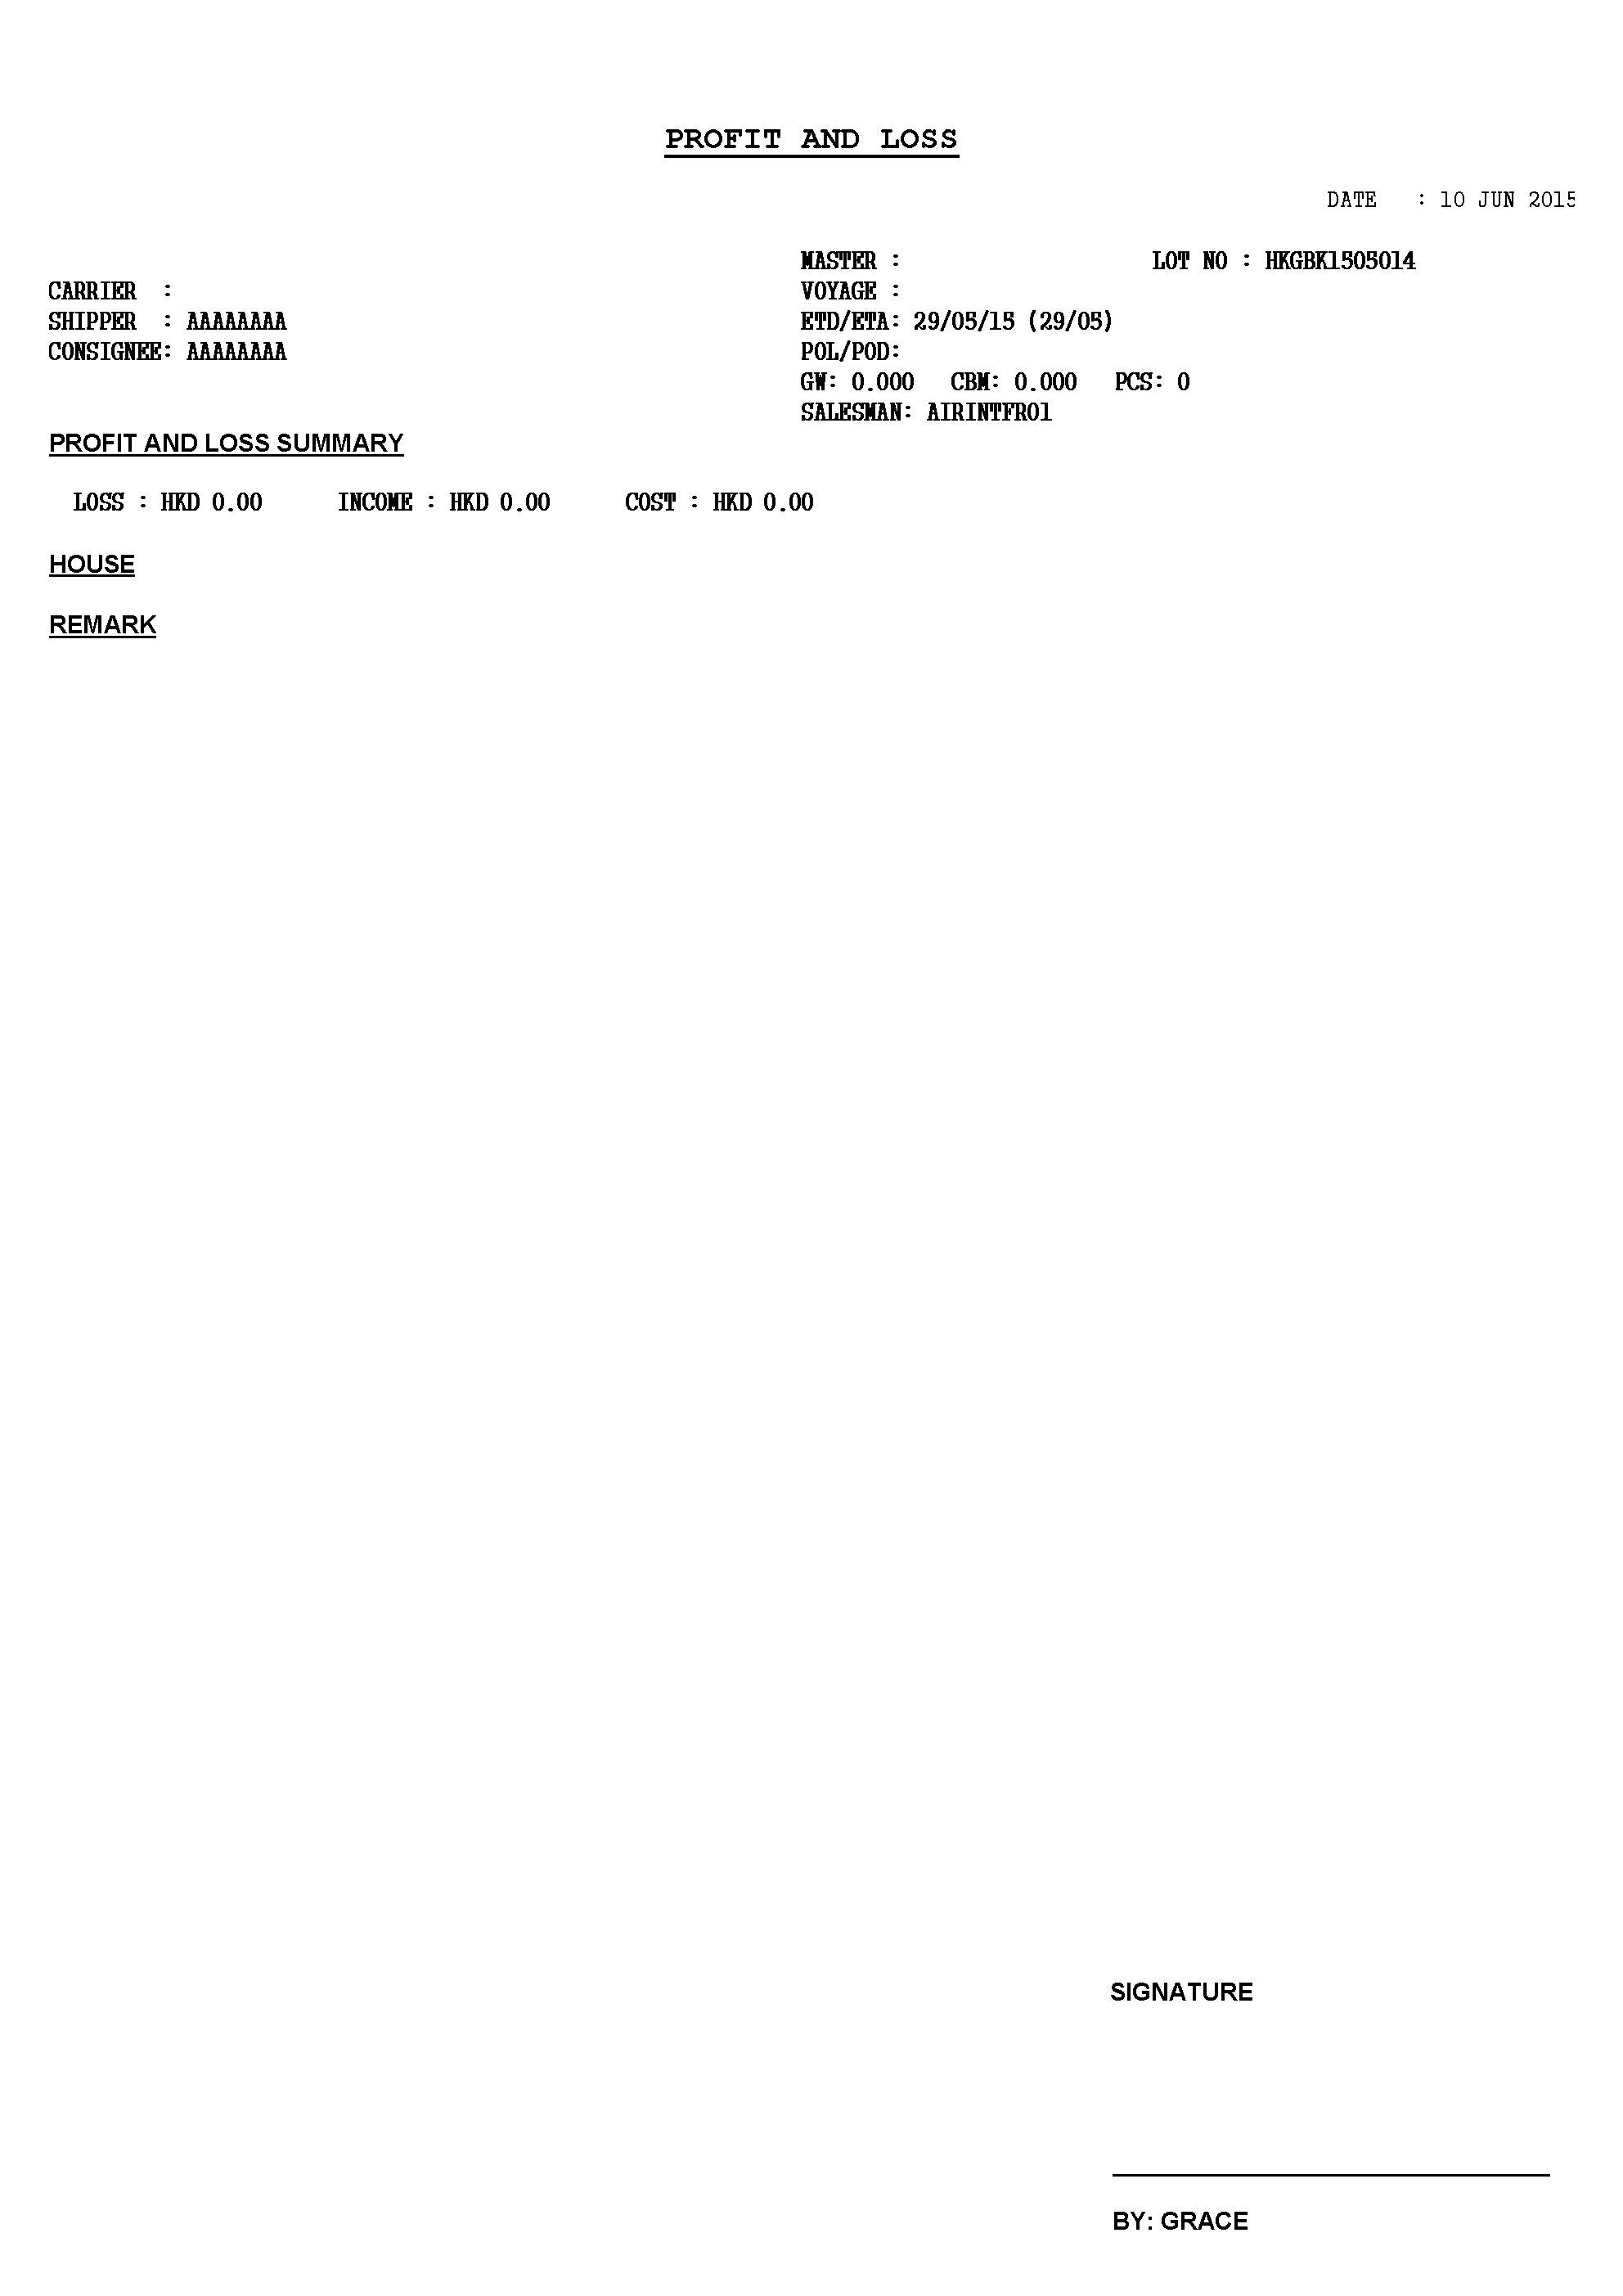 PROFIT AND LOSS
DATE : 10 JUN 2015
MASTER : LOT NO : HKGBK1505014
CARRIER : VOYAGE :
SHIPPER : AAAAAAAA ETD/ETA: 29/05/15 (29/05)
CONSIGNEE: AAAAAAAA POL/POD:
GW: 0.000 CBM: 0.000 PCS: 0
SALESMAN: AIRINTFR01
PROFIT AND LOSS SUMMARY
LOSS : HKD 0.00 INCOME : HKD 0.00 COST : HKD 0.00
HOUSE
REMARK
SIGNATURE
BY: GRACE